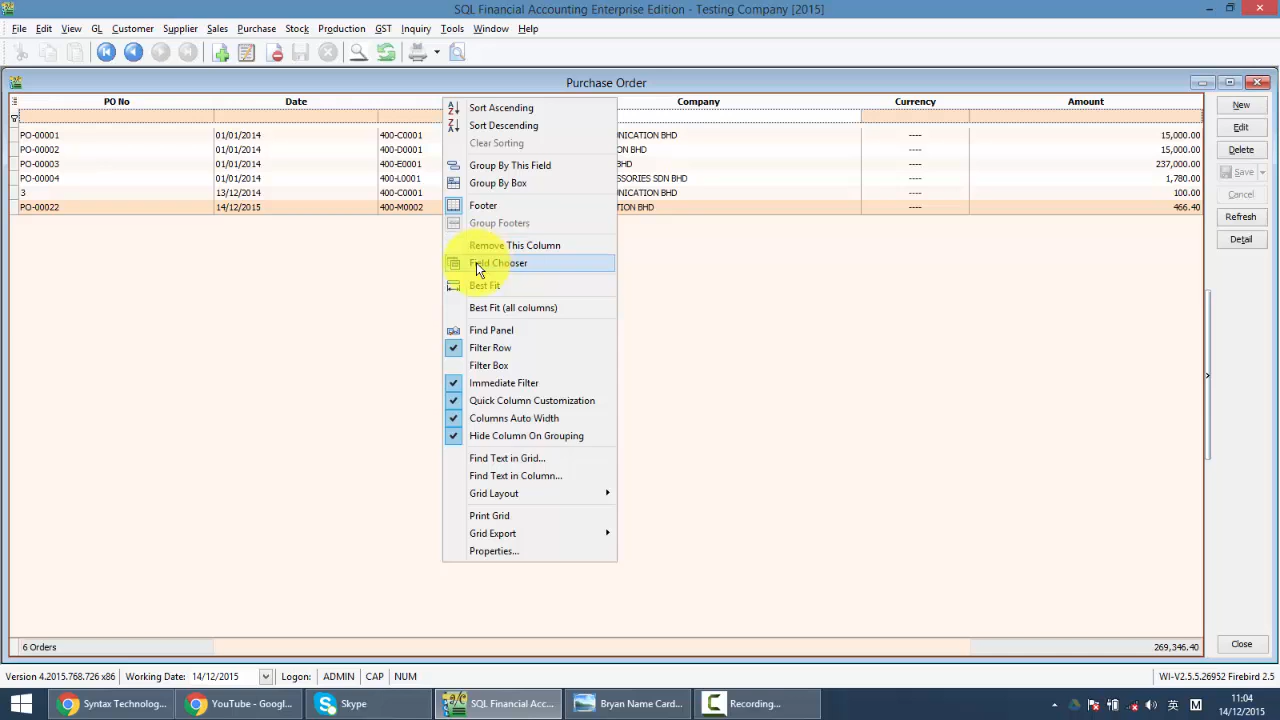 SQL Financial Accounting Enterprise Edition - Testing Company [2015]
File Edit View GL Customer Supplier Sales Purchase Stock Production GST Inquiry Tools Window Help
Purchase Order
PO No Date Company Currency Amount
PO-00001 01/01/2014 400-C0001 UNICATION BHD ---- 15,000.00
PO-00002 01/01/2014 400-D0001 N BHD ---- 2,000.00
PO-00003 01/01/2014 400-E0001 BHD ---- 237,000.00
PO-00004 01/01/2014 400-L0001 SSORIES SDN BHD ---- 1,780.00
3 13/12/2014 400-C0001 UNICATION BHD ---- 100.00
PO-00022 14/12/2015 400-M0002 TION BHD ---- 466.40
Sort Ascending
Sort Descending
Clear Sorting
Group By This Field
Group By Box
Footer
Group Footers
Remove This Column
Field Chooser
Best Fit
Best Fit (all columns)
Find Panel
Filter Row
Filter Box
Immediate Filter
Quick Column Customization
Columns Auto Width
Hide Column On Grouping
Find Text in Grid...
Find Text in Column...
Grid Layout
Print Grid
Grid Export
Properties...
New
Edit
Delete
Save
Cancel
Refresh
Detail
6 Orders 269,346.40
Close
Version 4.2015.768.726 x86 Working Date: 14/12/2015 Logon: ADMIN CAP NUM WI-V2.5.5.26952 Firebird 2.5
Syntax Technolog... YouTube - Googl... Skype SQL Financial Acc... Bryan Name Card... Recording... 英 M 11:04
14/12/2015